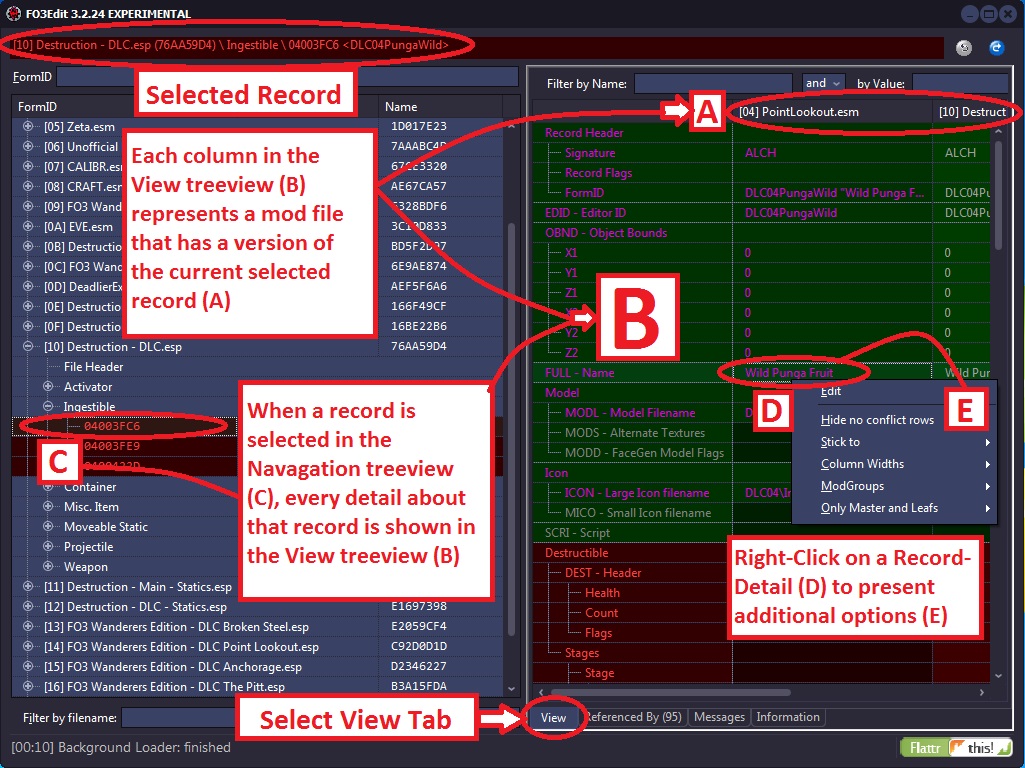 FO3Edit 3.2.24 EXPERIMENTAL
[10] Destruction - DLC.esp (76AA59D4) \ Ingestible \ 04003FC6 <DLC04PungaWild>
FormID
Selected Record
FormID
Name
[05] Zeta.esm
1D017E23
[06] Unofficial
7AAABC4D
[07] CALIBR.esm
[08] CRAFT.esm
AE67CA57
[09] FO3 Wand
6328BDF6
[0A] EVE.esm
[0B] Destruction
[0C] FO3 Wand
6E9AE874
[0D] DeadlierEx
AEF5F6A6
[0E] Destruction
166F49CF
[0F] Destruction
16BE22B6
[10] Destruction - DLC.esp
76AA59D4
File Header
Activator
Ingestible
04003FC6
04003FE9
Container
Misc. Item
Moveable Static
Projectile
Weapon
[11] Destruction - Main - Statics.esp
[12] Destruction - DLC - Statics.esp
E1697398
[13] FO3 Wanderers Edition - DLC Broken Steel.esp
E2059CF4
[14] FO3 Wanderers Edition - DLC Point Lookout.esp
C92D0D1D
[15] FO3 Wanderers Edition - DLC Anchorage.esp
D2346227
[16] FO3 Wanderers Edition - DLC The Pitt.esp
B3A15FDA
Each column in the
View treeview (B)
represents a mod file
that has a version of
the current selected
record (A)
When a record is
selected in the
Navagation treeview
(C), every detail about
that record is shown in
the View treeview (B)
C
Filter by filename:
Select View Tab
[00:10] Background Loader: finished
Filter by Name:
and
by Value:
A
[04] PointLookout.esm
[10] Destruct
Record Header
Signature
ALCH
ALCH
Record Flags
FormID
DLC04PungaWild "Wild Punga F...
DLC04Pu
EDID - Editor ID
DLC04PungaWild
DLC04Pu
OBND - Object Bounds
X1
0
0
Y1
0
0
Z1
0
0
0
0
Y2
0
0
Z2
0
0
B
FULL - Name
Wild Punga Fruit
Wild Pun
Model
MODL - Model Filename
MODS - Alternate Textures
MODD - FaceGen Model Flags
Icon
ICON - Large Icon filename
MICO - Small Icon filename
SCRI - Script
Destructible
DEST - Header
Health
Count
Flags
Stages
Stage
D
E
Edit
Hide no conflict rows
Stick to
Column Widths
ModGroups
Only Master and Leafs
Right-Click on a Record-
Detail (D) to present
additional options (E)
View
Referenced By (95)
Messages
Information
Flattr
this!